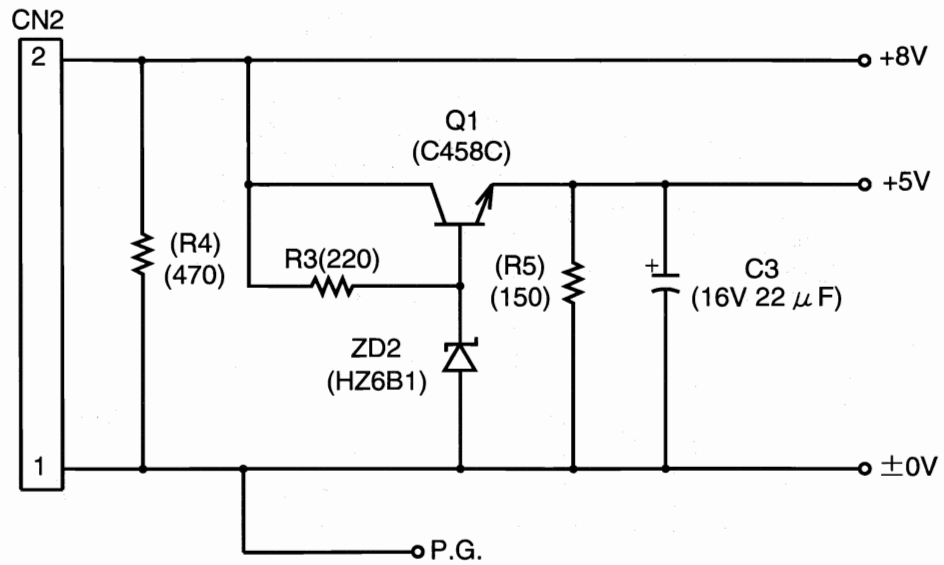 CN2
2
+8V
Q1
(C458C)
+5V
(R4)
(470)
R3(220)
(R5)
(150)
+
C3
(16V 22 μF)
ZD2
(HZ6B1)
1
±0V
P.G.